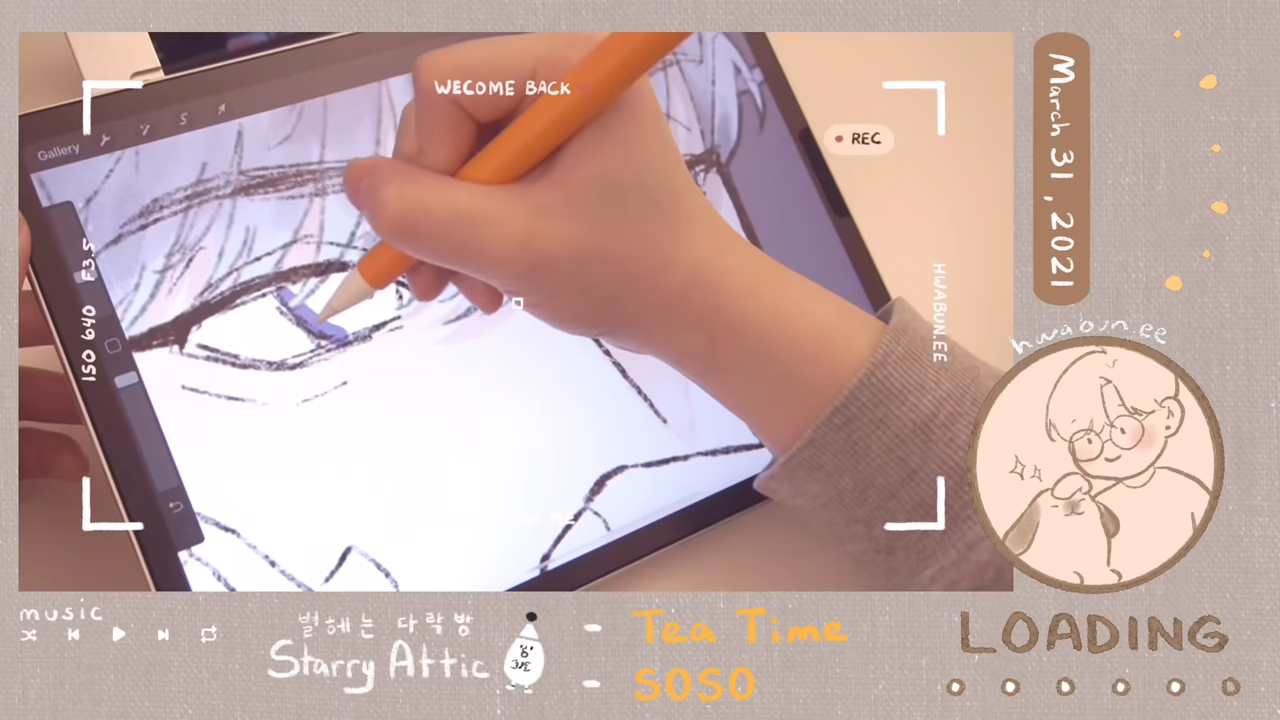 WECOME BACK
REC
Gallery
S
ISO 640 F3.5
HWABUN.EE
March 31, 2021
hwabun.ee
music
별헤는 다락방
Starry Attic
-
Tea Time
-
SOSO
LOADING